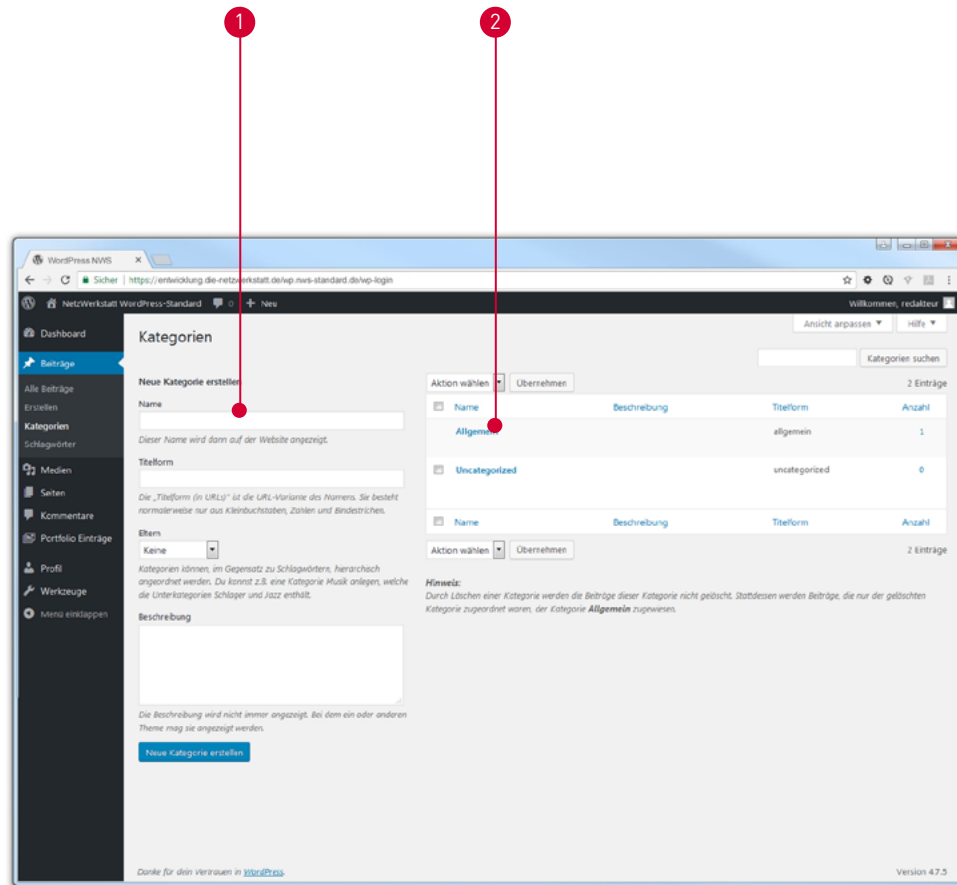 1
2
WordPress NWS
Sicher | https://entwicklung.die-netzwerkstatt.de/wp.nws-standard.de/wp-login
NetzWerkstatt WordPress-Standard 0 + Neu
Willkommen, redakteur
Dashboard
Beiträge
Alle Beiträge
Erstellen
Kategorien
Schlagwörter
Medien
Seiten
Kommentare
Portfolio Einträge
Profil
Werkzeuge
Menü einklappen
Ansicht anpassen
Hilfe
Kategorien
Kategorien suchen
Neue Kategorie erstellen
Name
Dieser Name wird dann auf der Website angezeigt.
Titelform
Die „Titelform (in URLs)“ ist die URL-Variante des Namens. Sie besteht
normalerweise nur aus Kleinbuchstaben, Zahlen und Bindestrichen.
Eltern
Keine
Kategorien können, im Gegensatz zu Schlagwörtern, hierarchisch
angeordnet werden. Du kannst z.B. eine Kategorie Musik anlegen, welche
die Unterkategorien Schlager und Jazz enthält.
Beschreibung
Die Beschreibung wird nicht immer angezeigt. Bei dem ein oder anderen
Theme mag sie angezeigt werden.
Neue Kategorie erstellen
Aktion wählen Übernehmen 2 Einträge
Name Beschreibung Titelform Anzahl
Allgemein allgemein 1
Uncategorized uncategorized 0
Name Beschreibung Titelform Anzahl
Aktion wählen Übernehmen 2 Einträge
Hinweis:
Durch Löschen einer Kategorie werden die Beiträge dieser Kategorie nicht gelöscht. Stattdessen werden Beiträge, die nur der gelöschten
Kategorie zugeordnet waren, der Kategorie Allgemein zugewiesen.
Danke für dein Vertrauen in WordPress.
Version 4.7.5